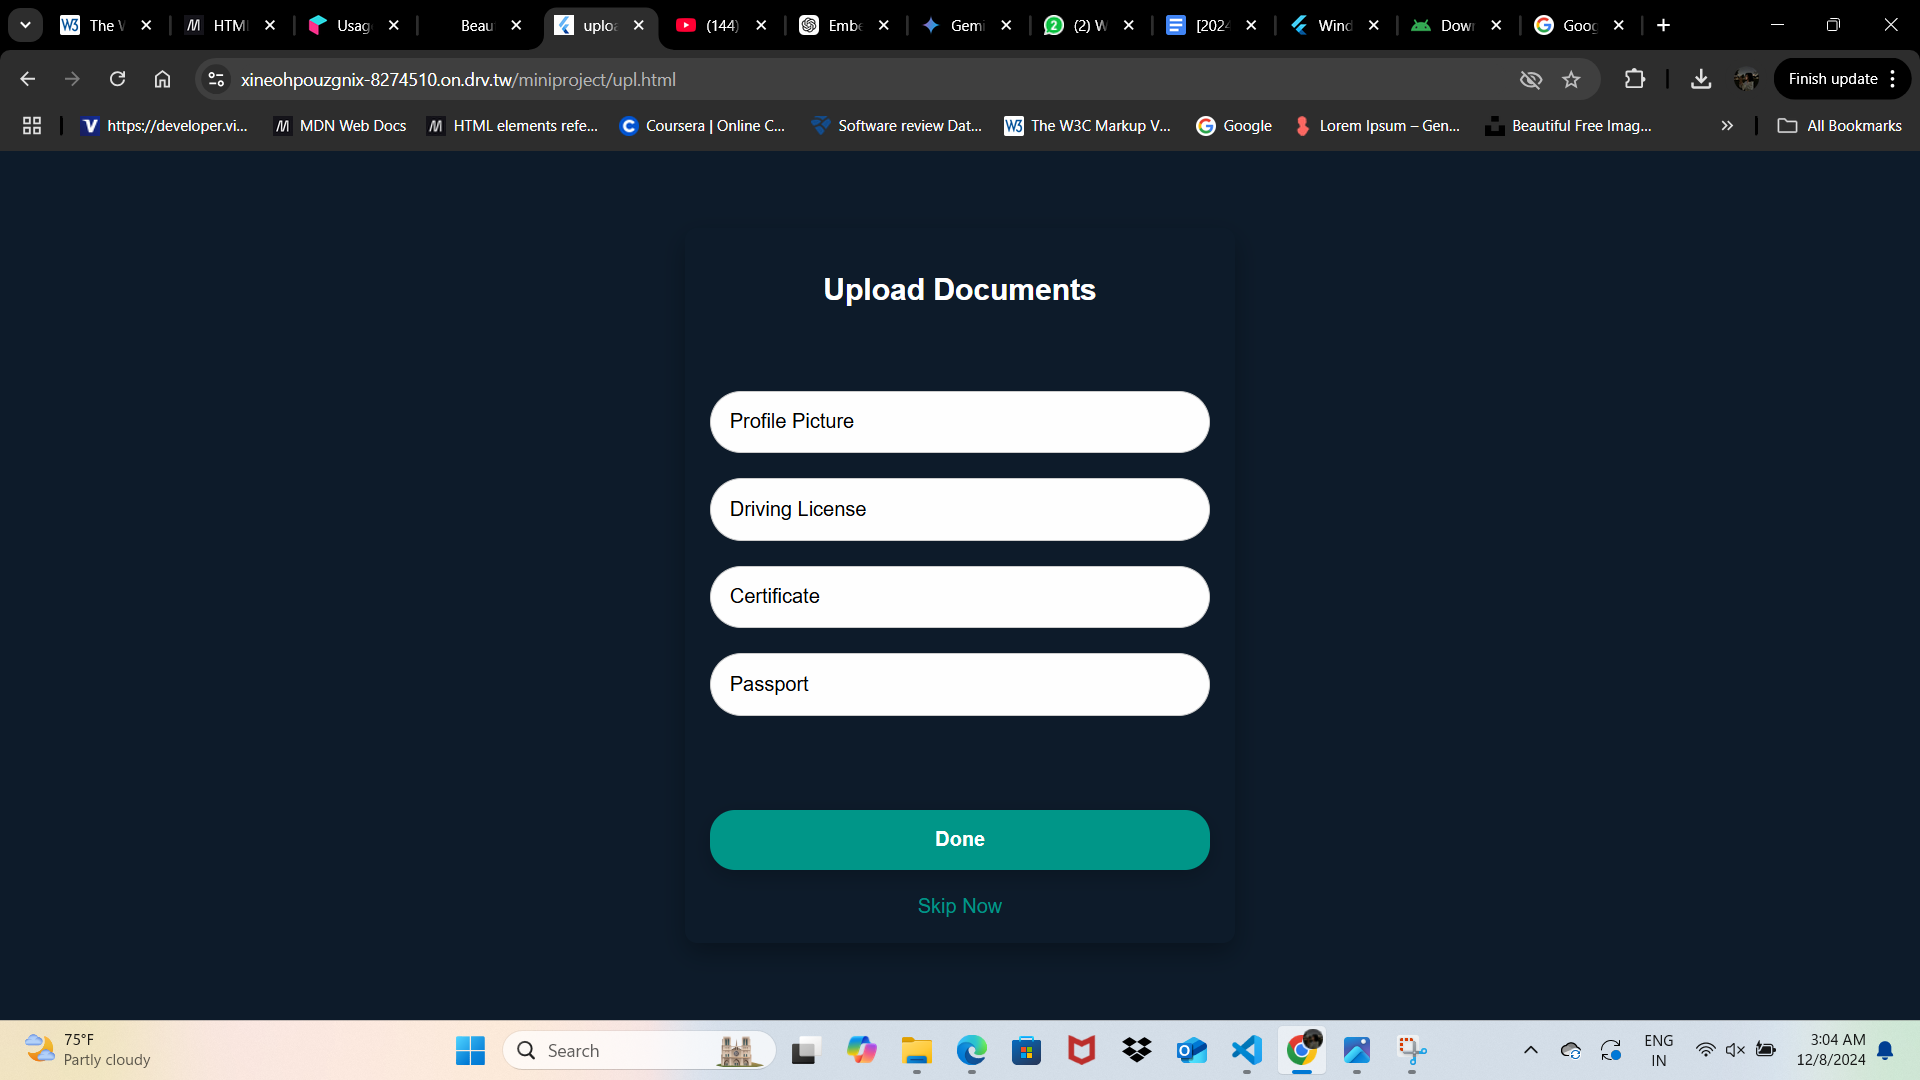 The W
HTML
Usage
Beau
uploa
(144)
Embe
Gemi
(2) W
[2024
Wind
Down
Goog
xineohpouzgnix-8274510.on.drv.tw/miniproject/upl.html
Finish update
https://developer.vi...
MDN Web Docs
HTML elements refe...
Coursera | Online C...
Software review Dat...
The W3C Markup V...
Google
Lorem Ipsum – Gen...
Beautiful Free Imag...
All Bookmarks
Upload Documents
Profile Picture
Driving License
Certificate
Passport
Done
Skip Now
75°F
Partly cloudy
Search
ENG
IN
3:04 AM
12/8/2024